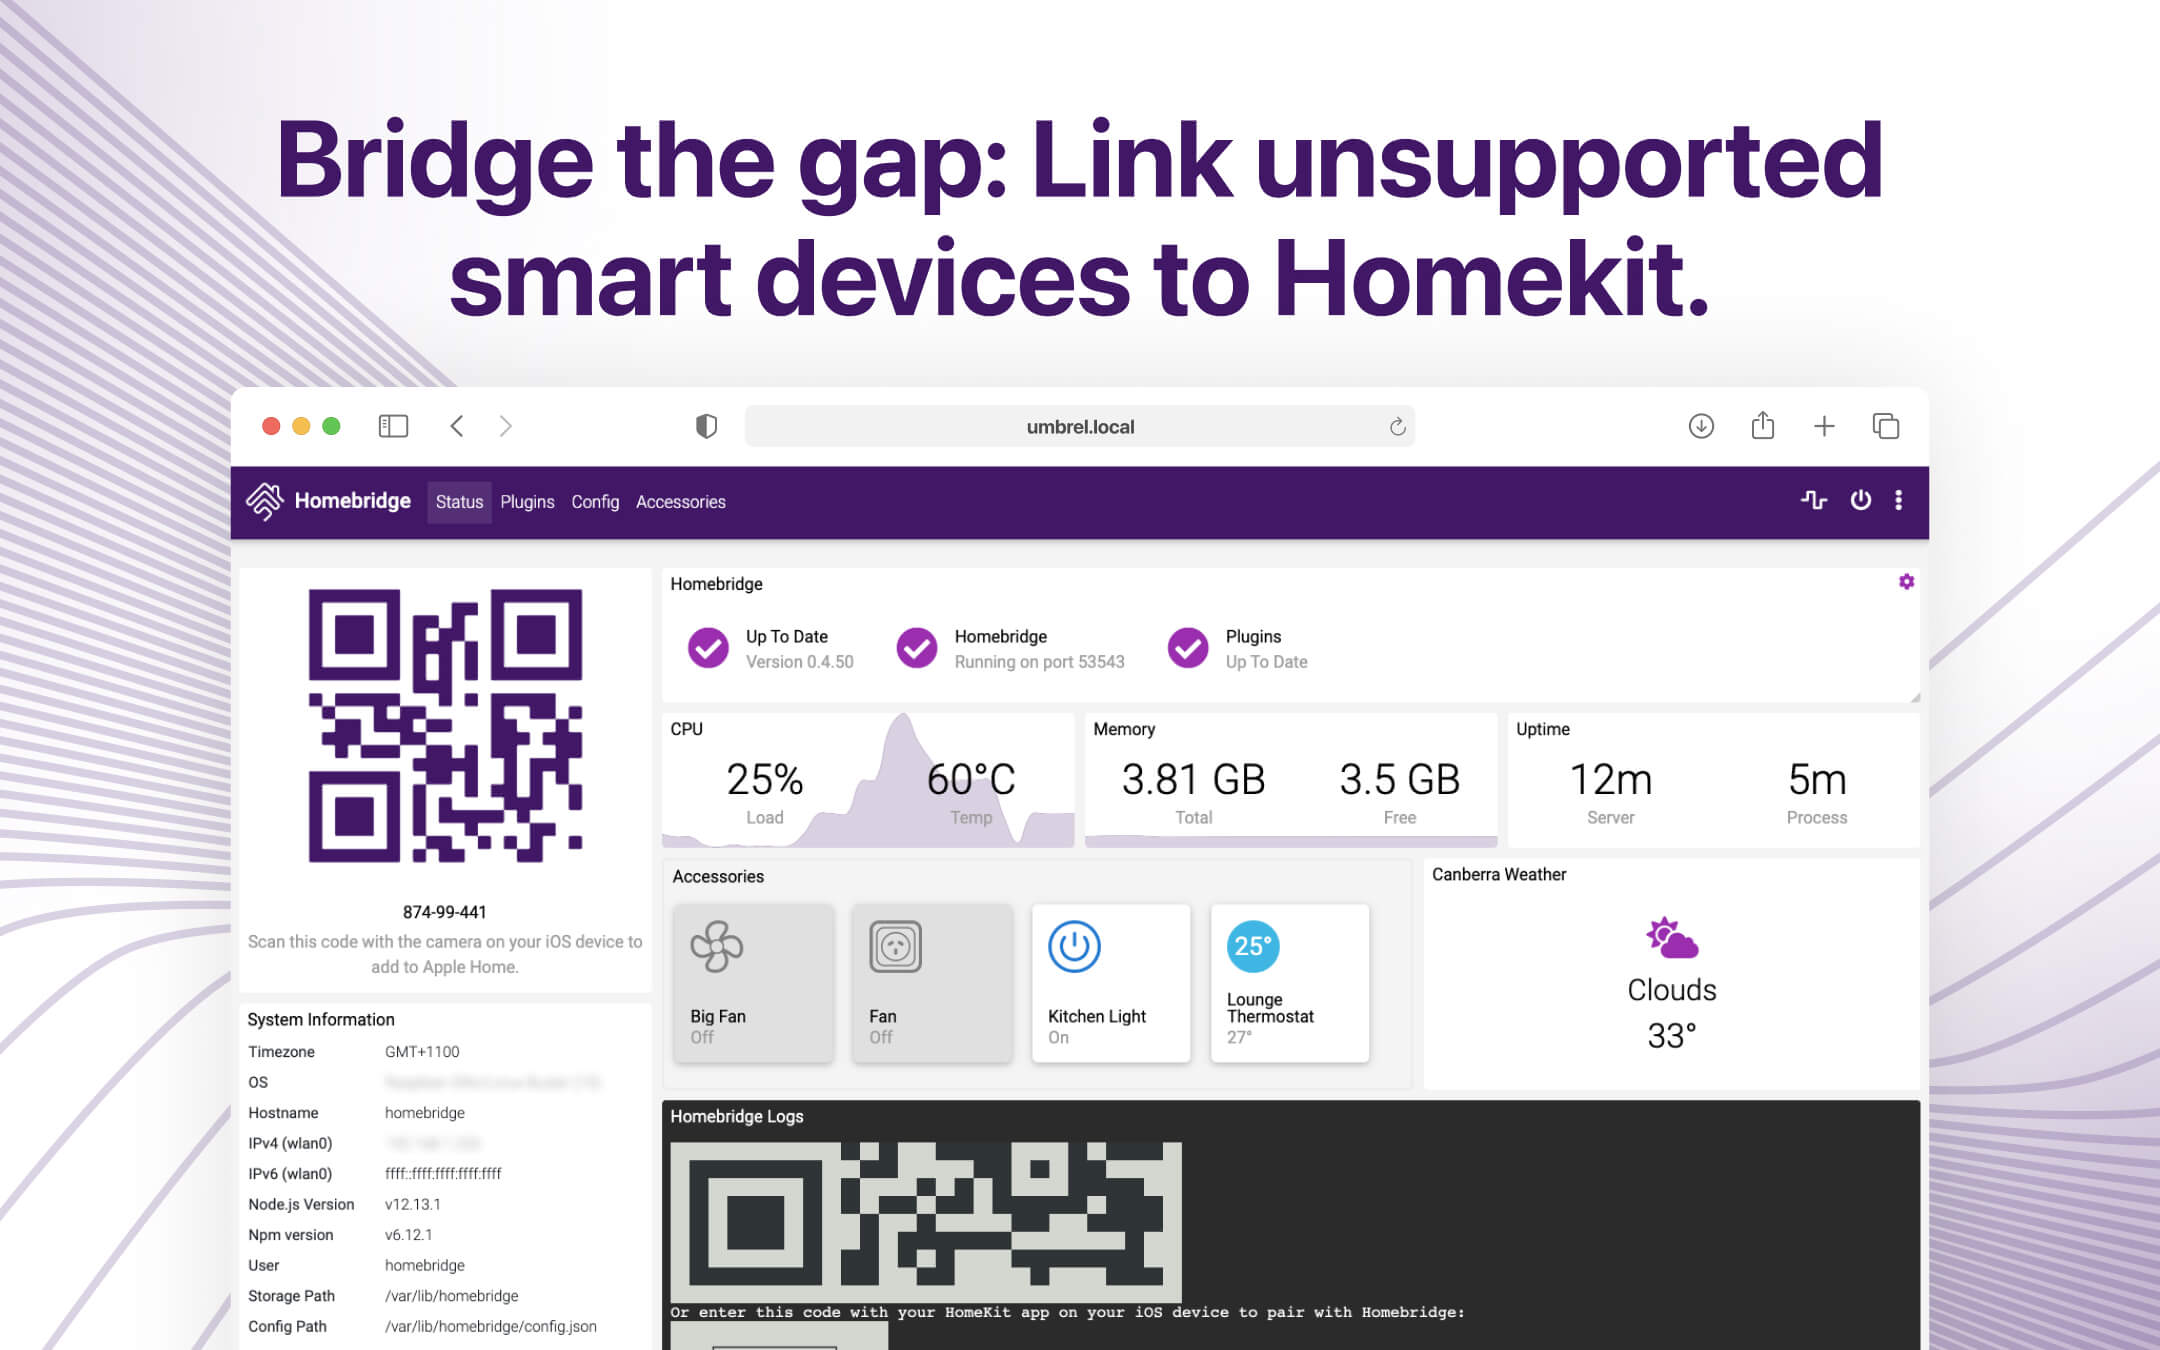 Bridge the gap: Link unsupported
smart devices to Homekit.
umbrel.local
Homebridge
Status
Plugins
Config
Accessories
874-99-441
Scan this code with the camera on your iOS device to
add to Apple Home.
System Information
Timezone GMT+1100
OS
Hostname homebridge
IPv4 (wlan0)
IPv6 (wlan0) ffff::ffff:ffff:ffff:ffff
Node.js Version v12.13.1
Npm version v6.12.1
User homebridge
Storage Path /var/lib/homebridge
Config Path /var/lib/homebridge/config.json
Homebridge
Up To Date
Version 0.4.50
Homebridge
Running on port 53543
Plugins
Up To Date
CPU
25%
Load
60°C
Temp
Memory
3.81 GB
Total
3.5 GB
Free
Uptime
12m
Server
5m
Process
Accessories
Big Fan
Off
Fan
Off
Kitchen Light
On
25°
Lounge
Thermostat
27°
Canberra Weather
Clouds
33°
Homebridge Logs
Or enter this code with your HomeKit app on your iOS device to pair with Homebridge: